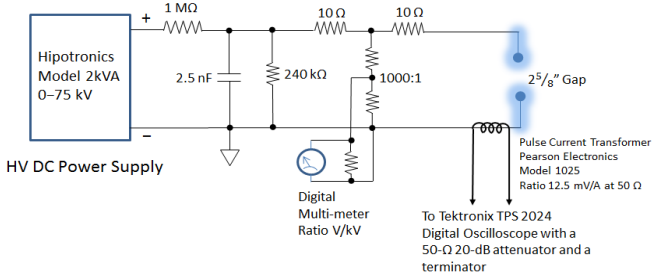 1 MΩ
10 Ω
10 Ω
+
Hipotronics
Model 2kVA
0–75 kV
2.5 nF
240 kΩ
1000:1
2⁵/₈” Gap
–
HV DC Power Supply
Digital
Multi-meter
Ratio V/kV
Pulse Current Transformer
Pearson Electronics
Model 1025
Ratio 12.5 mV/A at 50 Ω
To Tektronix TPS 2024
Digital Oscilloscope with a
50-Ω 20-dB attenuator and a
terminator